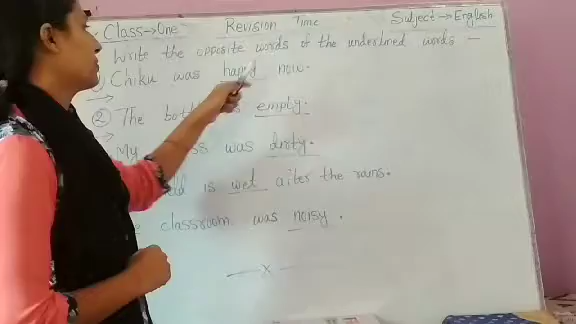 Class→One Revision Time Subject→English
Write the opposite words of the underlined words —
Chiku was happy now.
② The is empty.
My was dirty.
is wet after the rains.
classroom was noisy.
—x—